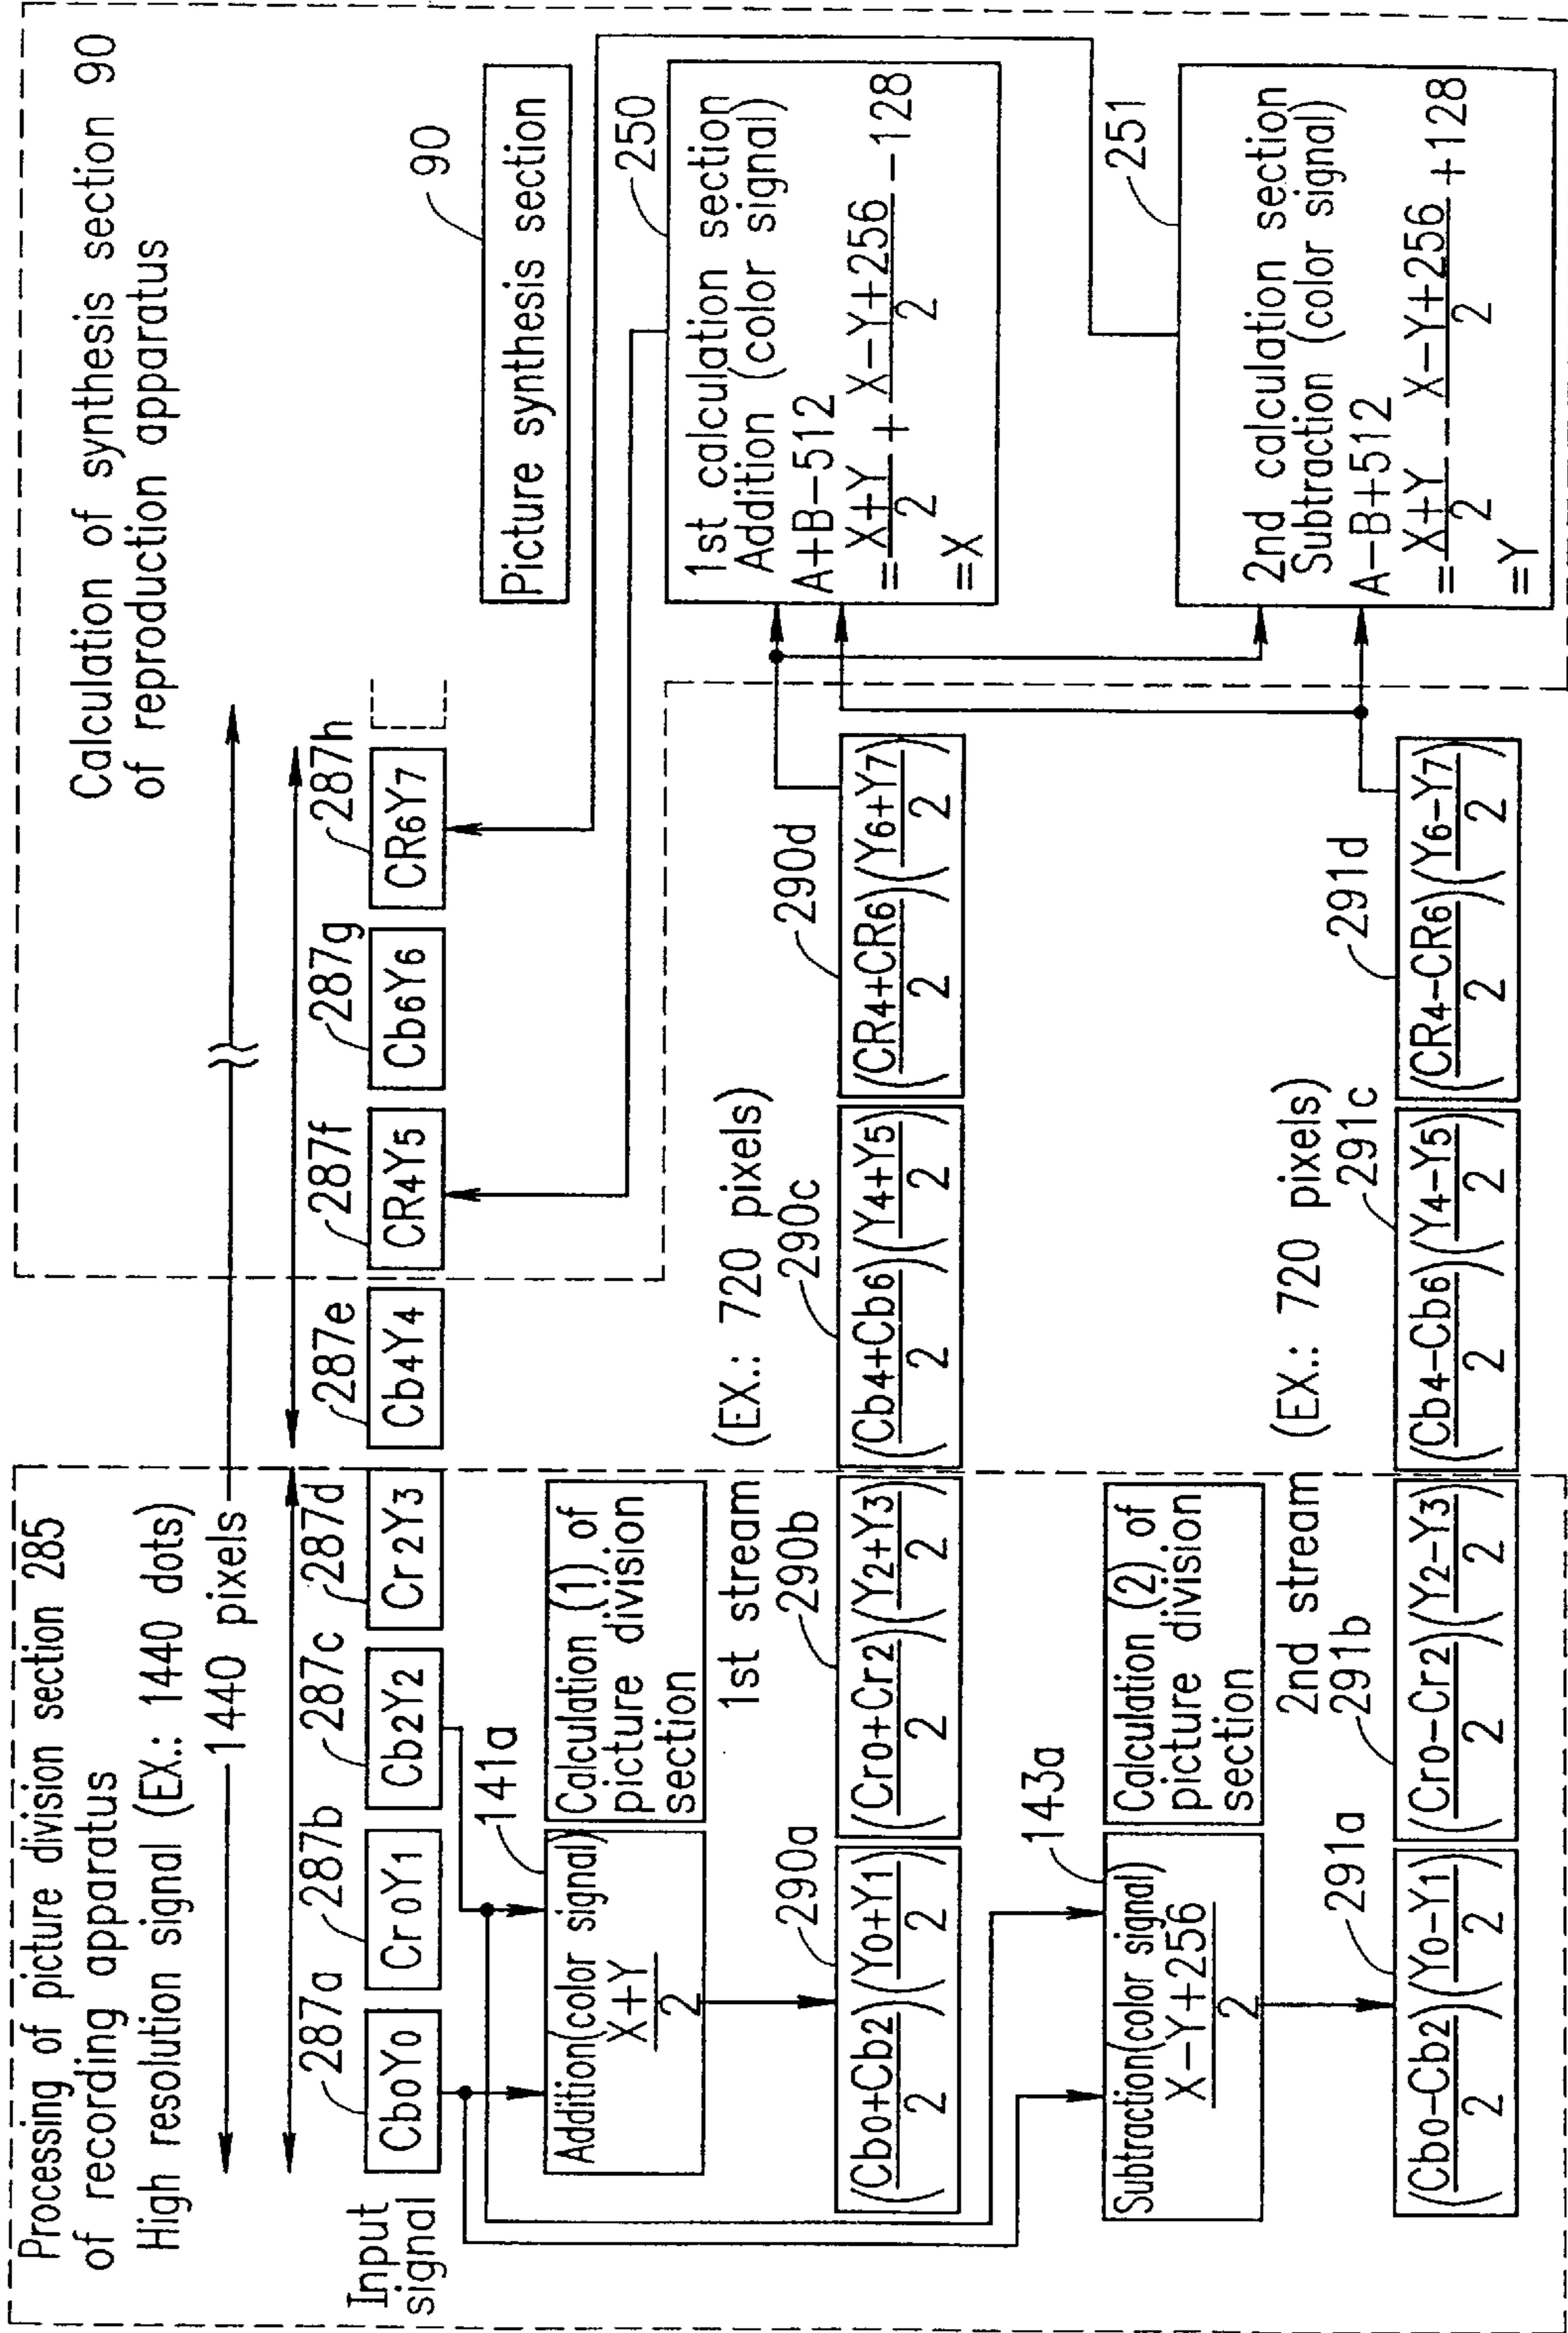 Processing of picture division section 285
of recording apparatus
High resolution signal (EX.: 1440 dots)
1440 pixels
Calculation of synthesis section 90
of reproduction apparatus
287a
287b
287c
287d
287e
287f
287g
287h
Input
signal
Cb0Y0
Cr0Y1
Cb2Y2
Cr2Y3
Cb4Y4
CR4Y5
Cb6Y6
CR6Y7
90
Picture synthesis section
141a
Addition(color signal)
X+Y
2
Calculation (1) of
picture division
section
250
1st calculation section
Addition (color signal)
A+B−512
=X+Y/2 + X−Y+256/2 −128
=X
1st stream (EX.: 720 pixels)
290a
290b
290c
290d
(Cb0+Cb2/2)(Y0+Y1/2)
(Cr0+Cr2/2)(Y2+Y3/2)
(Cb4+Cb6/2)(Y4+Y5/2)
(CR4+CR6/2)(Y6+Y7/2)
143a
Subtraction(color signal)
X−Y+256
2
Calculation (2) of
picture division
section
251
2nd calculation section
Subtraction (color signal)
A−B+512
=X+Y/2 − X−Y+256/2 +128
=Y
2nd stream (EX.: 720 pixels)
291a
291b
291c
291d
(Cb0−Cb2/2)(Y0−Y1/2)
(Cr0−Cr2/2)(Y2−Y3/2)
(Cb4−Cb6/2)(Y4−Y5/2)
(CR4−CR6/2)(Y6−Y7/2)